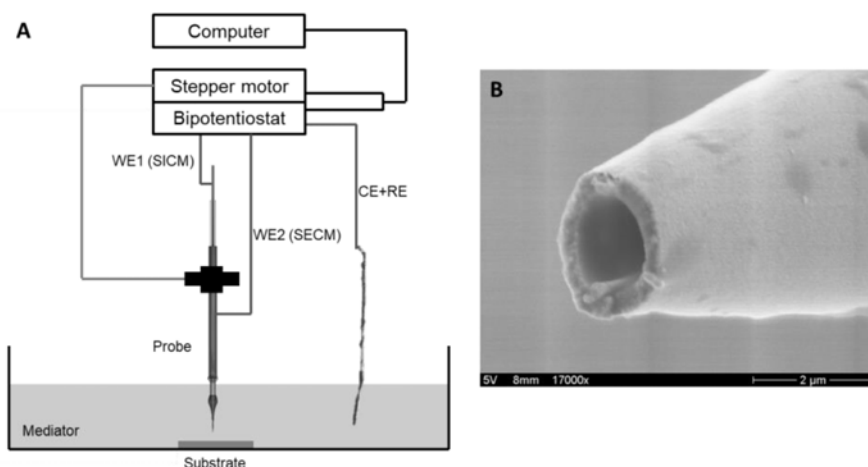 A
Computer
Stepper motor
Bipotentiostat
WE1 (SICM)
CE+RE
WE2 (SECM)
Probe
Mediator
Substrate
B
5V 8mm 17000x 2 µm